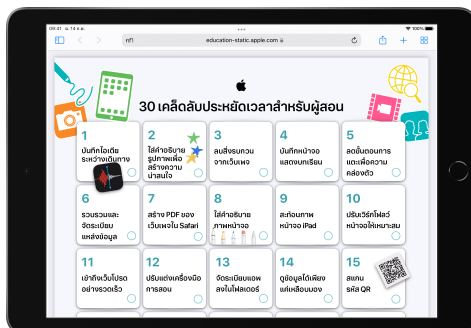 09:41 อ. 14 ก.ย.
100%
nf1
education-static.apple.com
30 เคล็ดลับประหยัดเวลาสำหรับผู้สอน
1
บันทึกไอเดีย
ระหว่างเดินทาง
2
ใส่คำอธิบาย
รูปภาพเพื่อ
สร้างความ
น่าสนใจ
3
ลบสิ่งรบกวน
จากเว็บเพจ
4
บันทึกหน้าจอ
แสดงบทเรียน
5
ลดขั้นตอนการ
แตะเพื่อความ
คล่องตัว
6
รวบรวมและ
จัดระเบียบ
แหล่งข้อมูล
7
สร้าง PDF ของ
เว็บเพจใน Safari
8
ใส่คำอธิบาย
ภาพหน้าจอ
9
สะท้อนภาพ
หน้าจอ iPad
10
ปรับเวิร์กโฟลว์
หน้าจอให้เหมาะสม
11
เข้าถึงเว็บโปรด
อย่างรวดเร็ว
12
ปรับแต่งเครื่องมือ
การสอน
13
จัดระเบียบแอพ
ลงในโฟลเดอร์
14
ดูข้อมูลได้เพียง
แค่เหลือบมอง
15
สแกน
รหัส QR